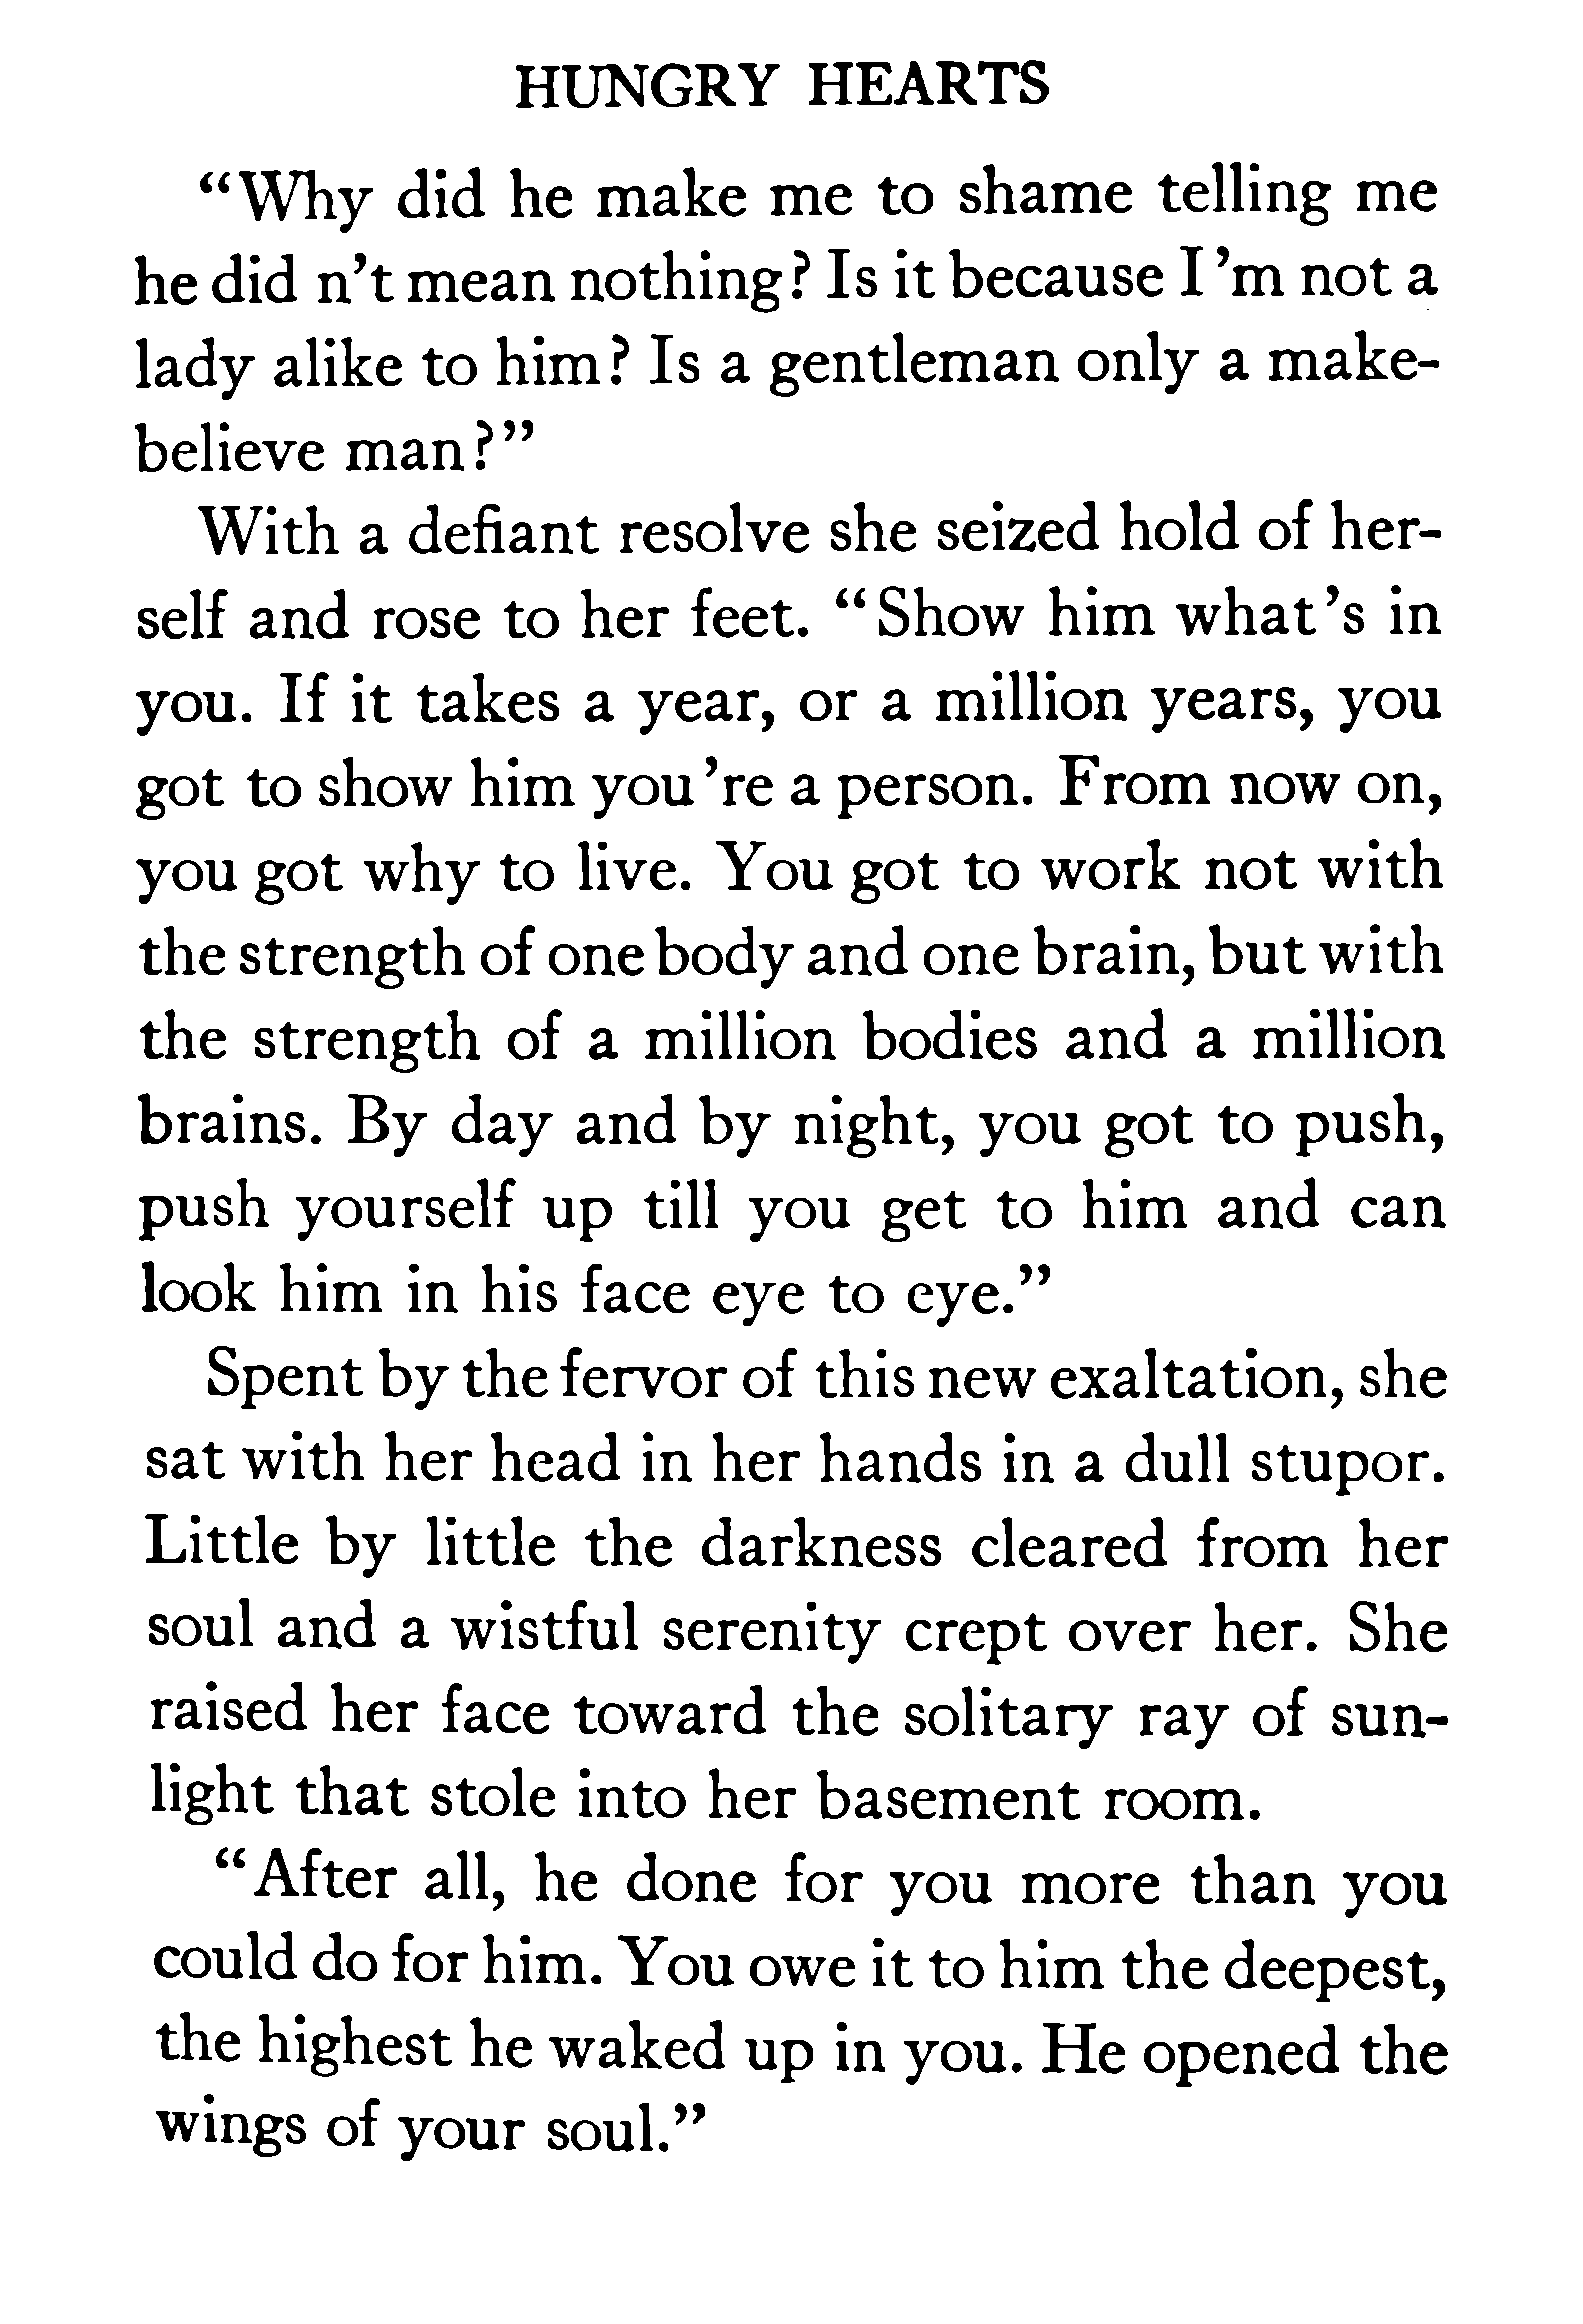 HUNGRY HEARTS
“Why did he make me to shame telling me
he did n’t mean nothing? Is it because I ’m not a
lady alike to him? Is a gentleman only a make-
believe man?”
With a defiant resolve she seized hold of her-
self and rose to her feet. “Show him what ’s in
you. If it takes a year, or a million years, you
got to show him you ’re a person. From now on,
you got why to live. You got to work not with
the strength of one body and one brain, but with
the strength of a million bodies and a million
brains. By day and by night, you got to push,
push yourself up till you get to him and can
look him in his face eye to eye.”
Spent by the fervor of this new exaltation, she
sat with her head in her hands in a dull stupor.
Little by little the darkness cleared from her
soul and a wistful serenity crept over her. She
raised her face toward the solitary ray of sun-
light that stole into her basement room.
“After all, he done for you more than you
could do for him. You owe it to him the deepest,
the highest he waked up in you. He opened the
wings of your soul.”